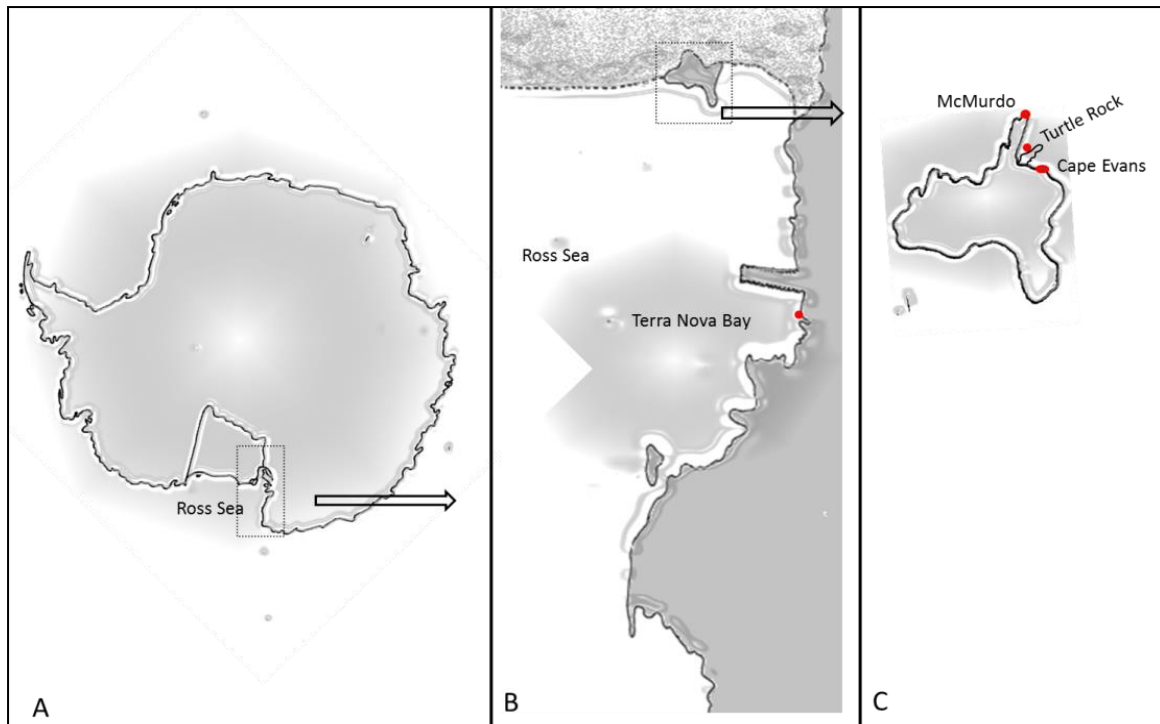 Ross Sea
A
Ross Sea
Terra Nova Bay
B
McMurdo
Turtle Rock
Cape Evans
C